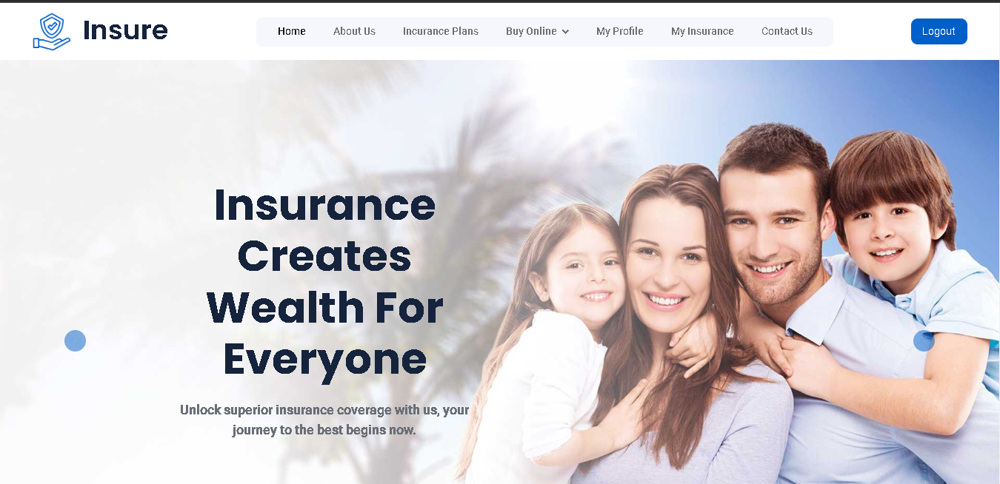 Insure
Home About Us Incurance Plans Buy Online My Profile My Insurance Contact Us
Logout
Insurance
Creates
Wealth For
Everyone
Unlock superior insurance coverage with us, your
journey to the best begins now.